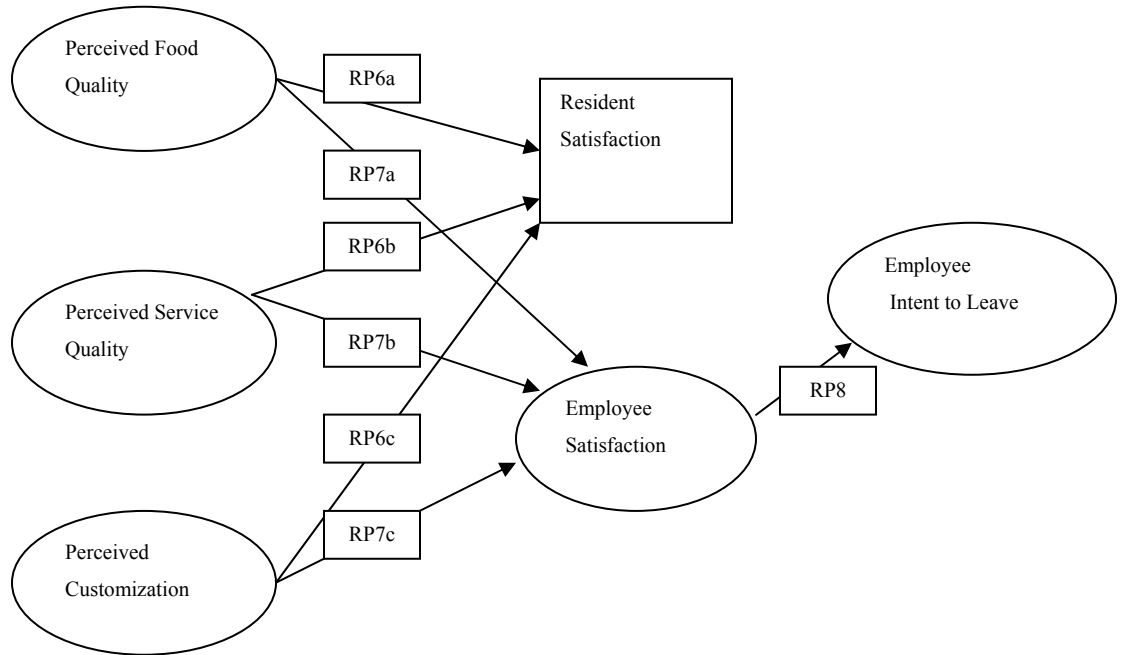 Perceived Food
Quality
RP6a
Resident
Satisfaction
RP7a
RP6b
Employee
Intent to Leave
Perceived Service
Quality
RP7b
RP8
Employee
Satisfaction
RP6c
RP7c
Perceived
Customization